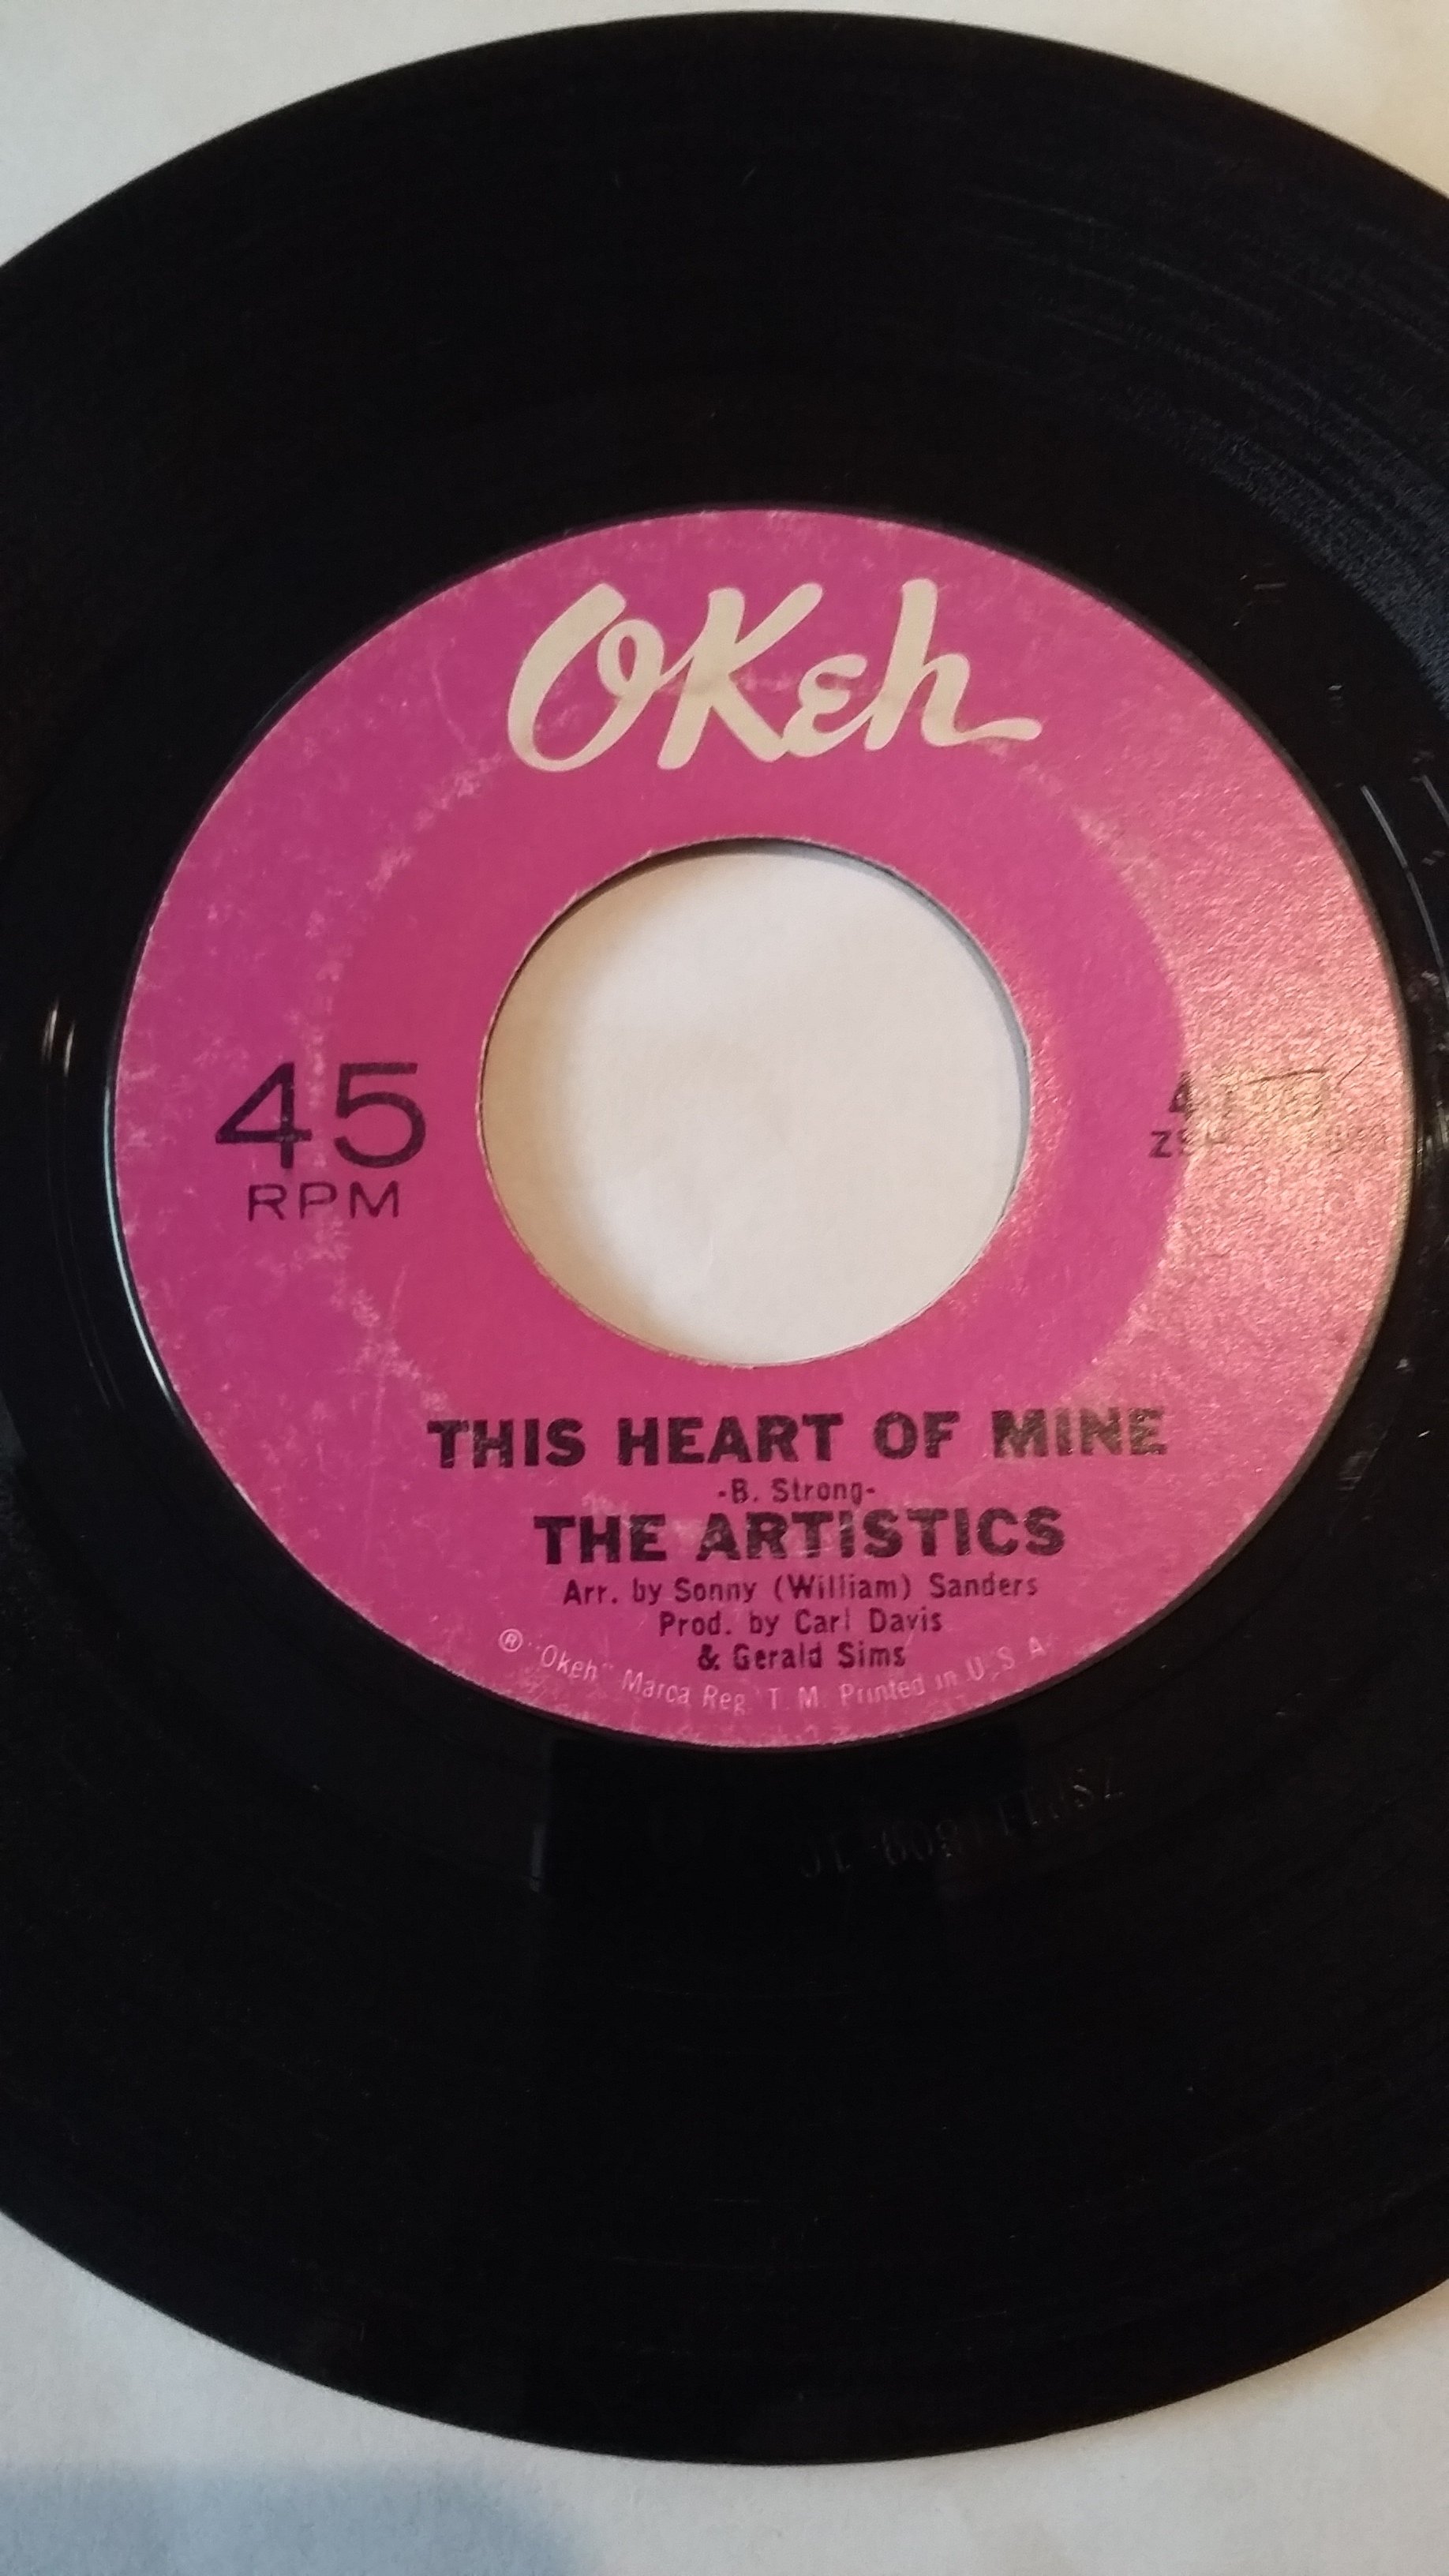 OKeh
45
RPM
THIS HEART OF MINE
-B. Strong-
THE ARTISTICS
Arr. by Sonny (William) Sanders
Prod. by Carl Davis
& Gerald Sims
® "Okeh" Marca Reg. T. M. Printed in U.S.A.